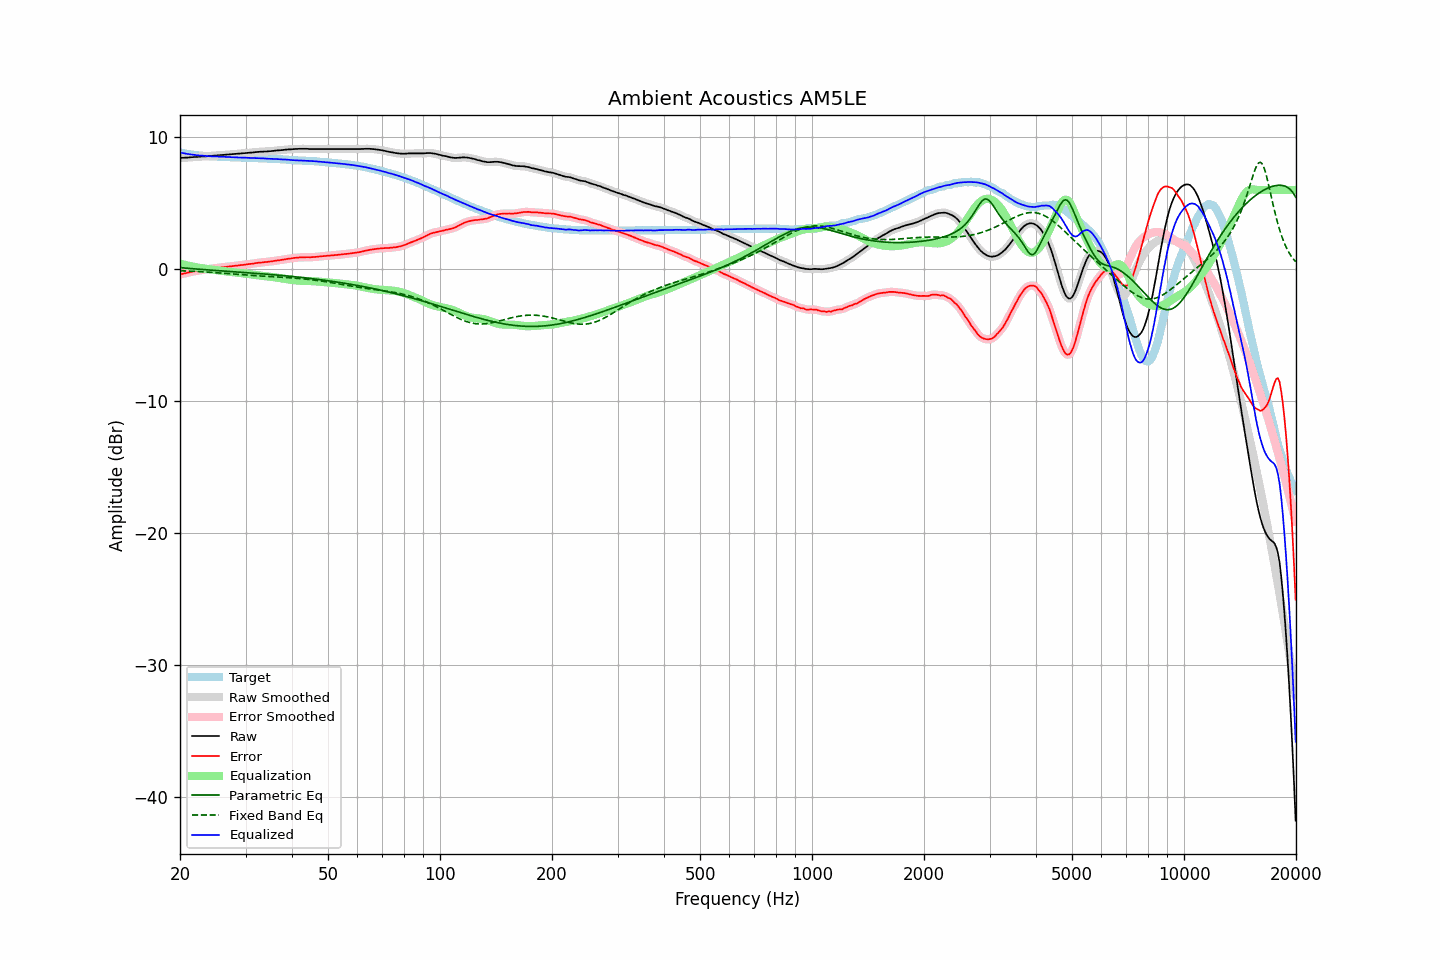 Ambient Acoustics AM5LE
Amplitude (dBr)
10
0
−10
−20
−30
−40
Target
Raw Smoothed
Error Smoothed
Raw
Error
Equalization
Parametric Eq
Fixed Band Eq
Equalized
20 50 100 200 500 1000 2000 5000 10000 20000
Frequency (Hz)